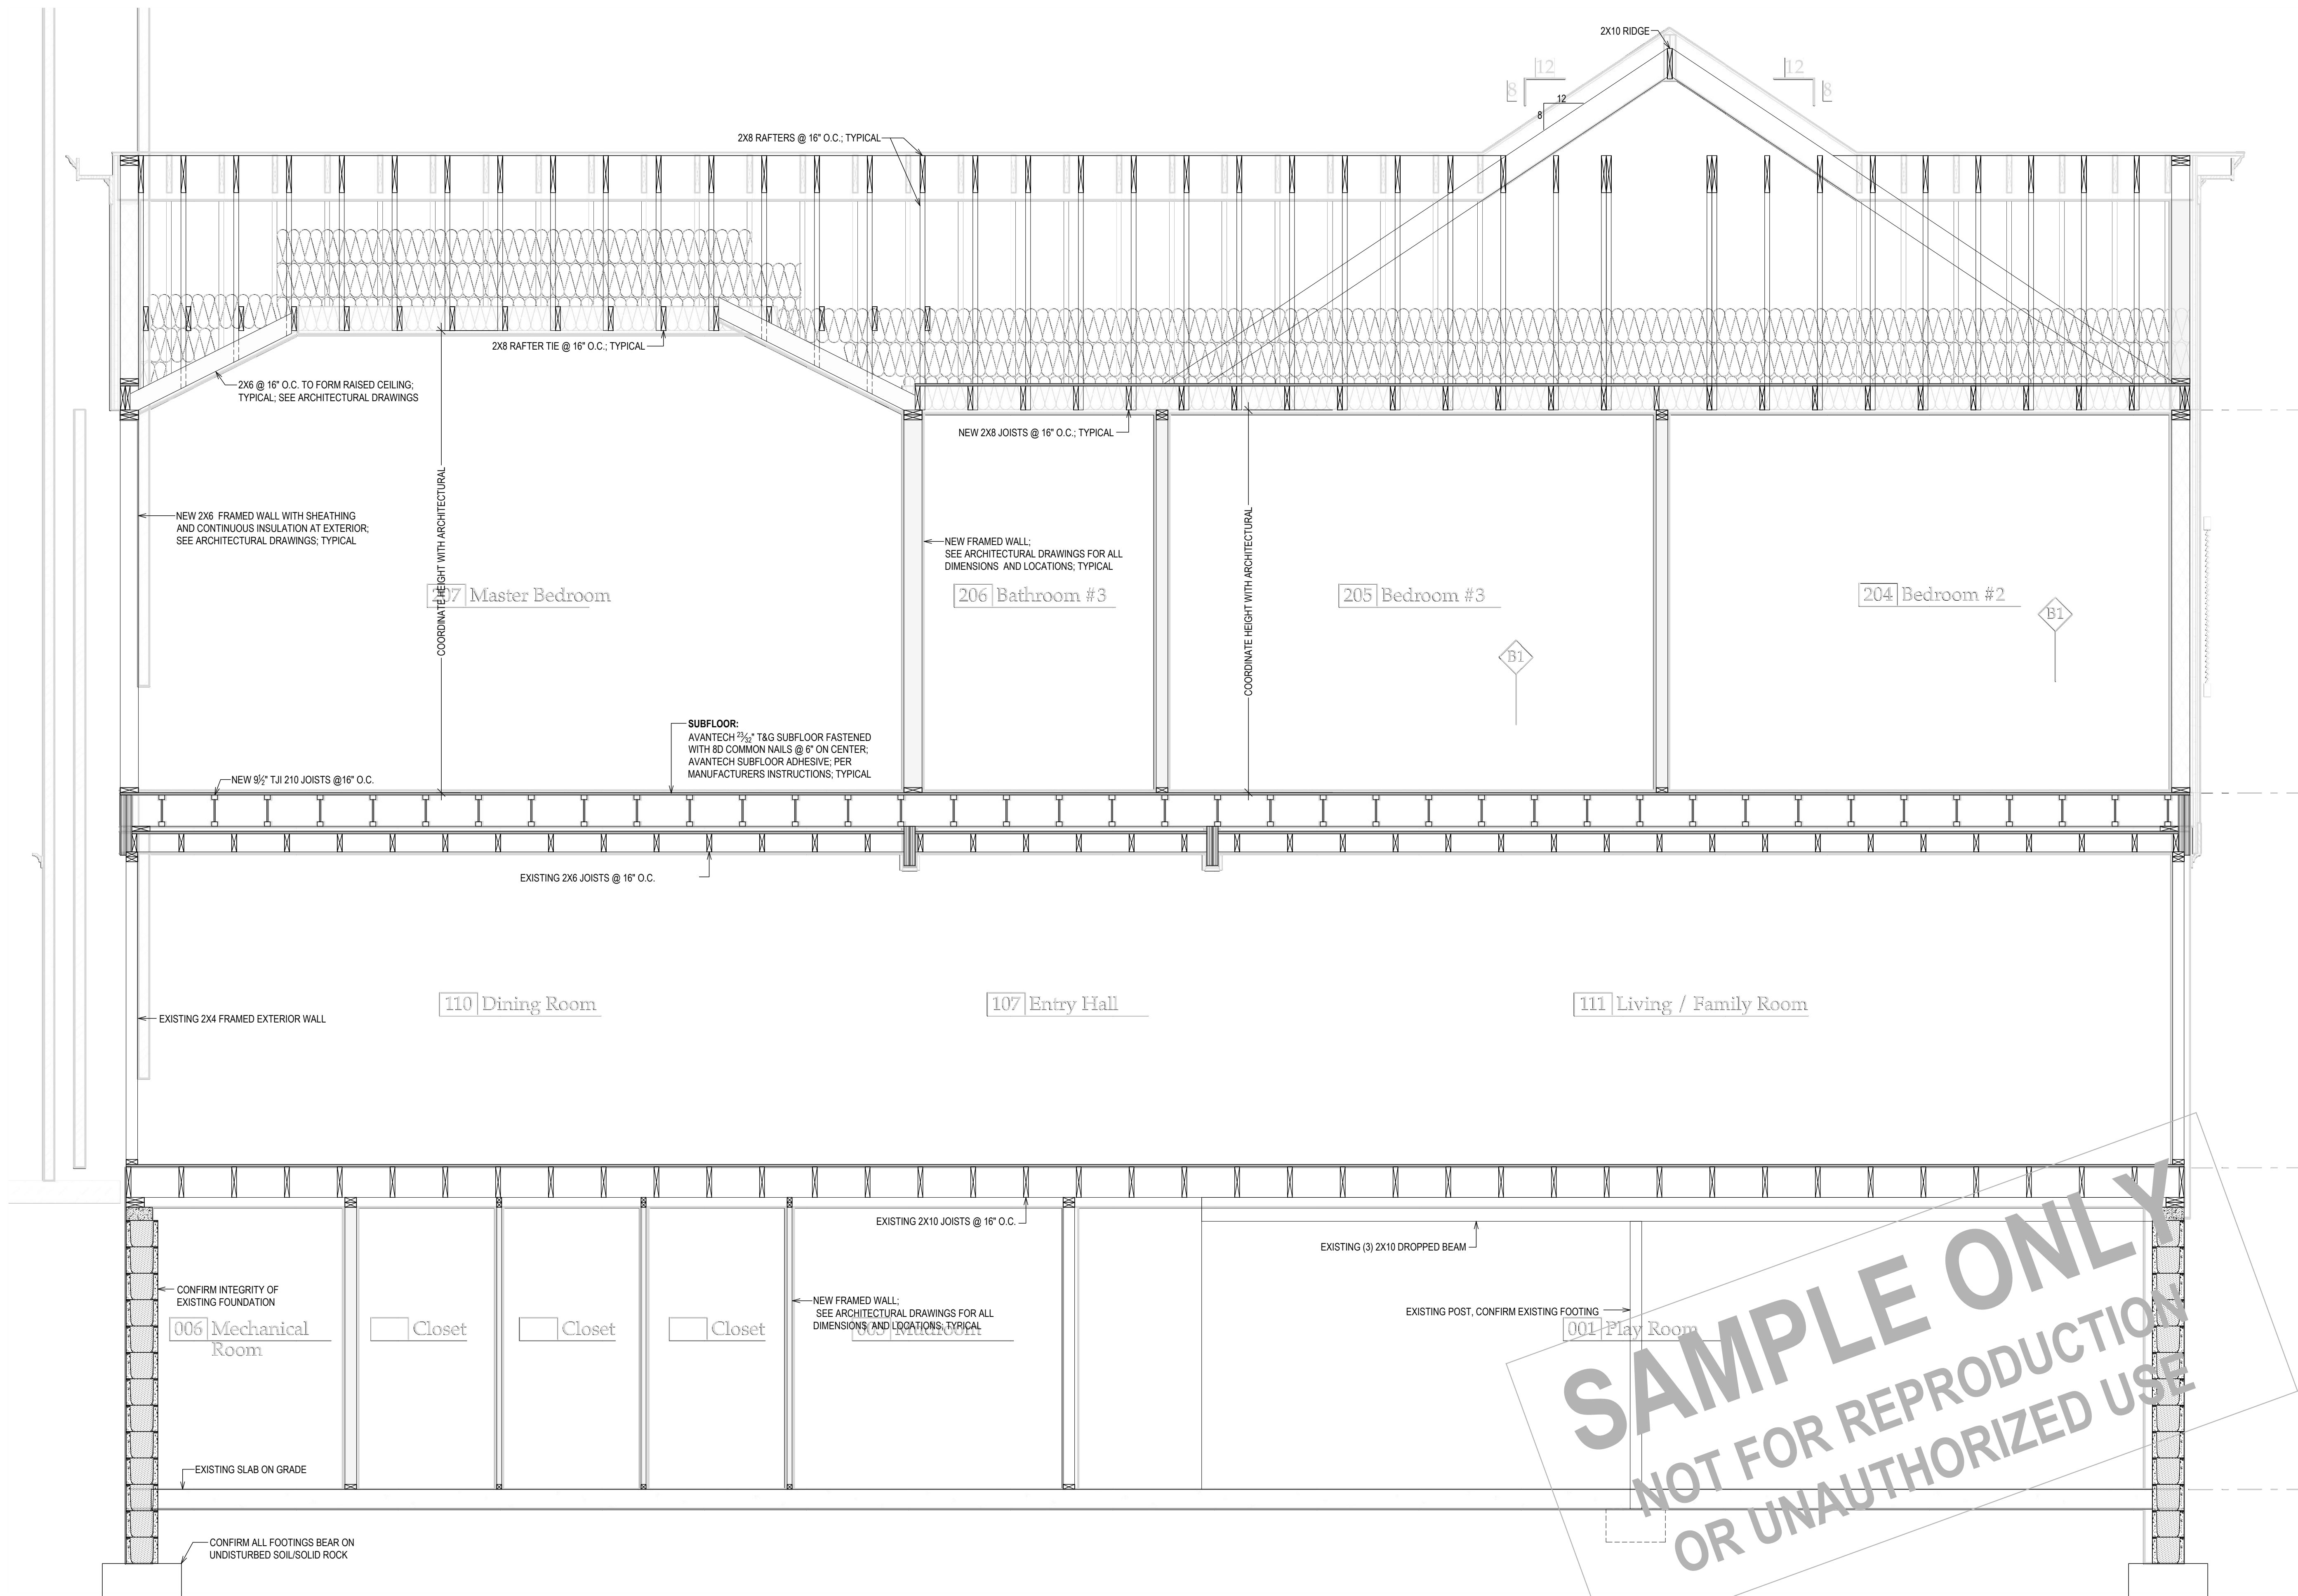 2X10 RIDGE
12
12
8
8
12
8
2X8 RAFTERS @ 16" O.C.; TYPICAL
2X8 RAFTER TIE @ 16" O.C.; TYPICAL
2X6 @ 16" O.C. TO FORM RAISED CEILING;
TYPICAL; SEE ARCHITECTURAL DRAWINGS
NEW 2X8 JOISTS @ 16" O.C.; TYPICAL
COORDINATE HEIGHT WITH ARCHITECTURAL
COORDINATE HEIGHT WITH ARCHITECTURAL
NEW 2X6 FRAMED WALL WITH SHEATHING
AND CONTINUOUS INSULATION AT EXTERIOR;
SEE ARCHITECTURAL DRAWINGS; TYPICAL
NEW FRAMED WALL;
SEE ARCHITECTURAL DRAWINGS FOR ALL
DIMENSIONS AND LOCATIONS; TYPICAL
207 Master Bedroom
206 Bathroom #3
205 Bedroom #3
204 Bedroom #2
B1
B1
SUBFLOOR:
AVANTECH 23/32" T&G SUBFLOOR FASTENED
WITH 8D COMMON NAILS @ 6" ON CENTER;
AVANTECH SUBFLOOR ADHESIVE; PER
MANUFACTURERS INSTRUCTIONS; TYPICAL
NEW 9½" TJI 210 JOISTS @16" O.C.
EXISTING 2X6 JOISTS @ 16" O.C.
110 Dining Room
107 Entry Hall
111 Living / Family Room
EXISTING 2X4 FRAMED EXTERIOR WALL
EXISTING 2X10 JOISTS @ 16" O.C.
EXISTING (3) 2X10 DROPPED BEAM
CONFIRM INTEGRITY OF
EXISTING FOUNDATION
NEW FRAMED WALL;
SEE ARCHITECTURAL DRAWINGS FOR ALL
DIMENSIONS AND LOCATIONS; TYPICAL
EXISTING POST, CONFIRM EXISTING FOOTING
006 Mechanical
Room
Closet
Closet
Closet
Mudroom
001 Play Room
EXISTING SLAB ON GRADE
CONFIRM ALL FOOTINGS BEAR ON
UNDISTURBED SOIL/SOLID ROCK
SAMPLE ONLY
NOT FOR REPRODUCTION
OR UNAUTHORIZED USE